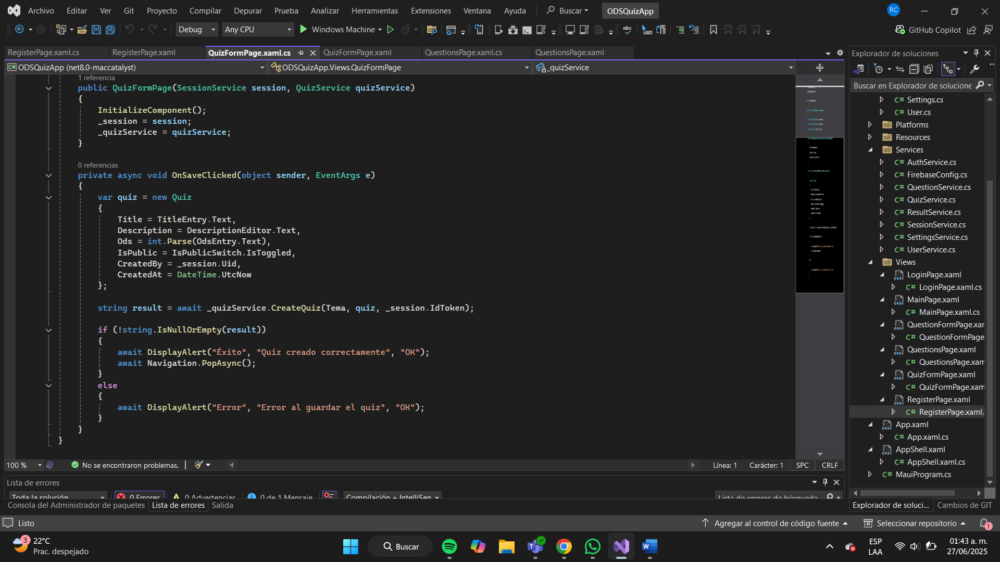 Archivo Editar Ver Git Proyecto Compilar Depurar Prueba Analizar Herramientas Extensiones Ventana Ayuda Buscar ODSQuizApp RC
Debug Any CPU Windows Machine abc GitHub Copilot
RegisterPage.xaml.cs RegisterPage.xaml QuizFormPage.xaml.cs QuizFormPage.xaml QuestionsPage.xaml.cs QuestionsPage.xaml
C# ODSQuizApp (net8.0-maccatalyst) ODSQuizApp.Views.QuizFormPage _quizService
1 referencia
public QuizFormPage(SessionService session, QuizService quizService)
{
InitializeComponent();
_session = session;
_quizService = quizService;
}
0 referencias
private async void OnSaveClicked(object sender, EventArgs e)
{
var quiz = new Quiz
{
Title = TitleEntry.Text,
Description = DescriptionEditor.Text,
Ods = int.Parse(OdsEntry.Text),
IsPublic = IsPublicSwitch.IsToggled,
CreatedBy = _session.Uid,
CreatedAt = DateTime.UtcNow
};
string result = await _quizService.CreateQuiz(Tema, quiz, _session.IdToken);
if (!string.IsNullOrEmpty(result))
{
await DisplayAlert("Éxito", "Quiz creado correctamente", "OK");
await Navigation.PopAsync();
}
else
{
await DisplayAlert("Error", "Error al guardar el quiz", "OK");
}
}
}
100 % No se encontraron problemas. Línea: 1 Carácter: 1 SPC CRLF
Lista de errores
Toda la solución 0 Errores 0 Advertencias 0 de 1 Mensaje Compilación + IntelliSen Lista de errores de búsqueda
Consola del Administrador de paquetes Lista de errores Salida
Explorador de soluciones
Buscar en Explorador de solucione
C# Settings.cs
C# User.cs
Platforms
Resources
Services
C# AuthService.cs
C# FirebaseConfig.cs
C# QuestionService.cs
C# QuizService.cs
C# ResultService.cs
C# SessionService.cs
C# SettingsService.cs
C# UserService.cs
Views
LoginPage.xaml
C# LoginPage.xaml.cs
MainPage.xaml
C# MainPage.xaml.cs
QuestionFormPage.xar
C# QuestionFormPage
QuestionsPage.xaml
C# QuestionsPage.xam
QuizFormPage.xaml
C# QuizFormPage.xam
RegisterPage.xaml
C# RegisterPage.xaml.
App.xaml
C# App.xaml.cs
AppShell.xaml
C# AppShell.xaml.cs
C# MauiProgram.cs
Explorador de soluci... Cambios de GIT
Listo Agregar al control de código fuente Seleccionar repositorio 1
3 22°C
Prac. despejado
Buscar
ESP
LAA
01:43 a. m.
27/06/2025